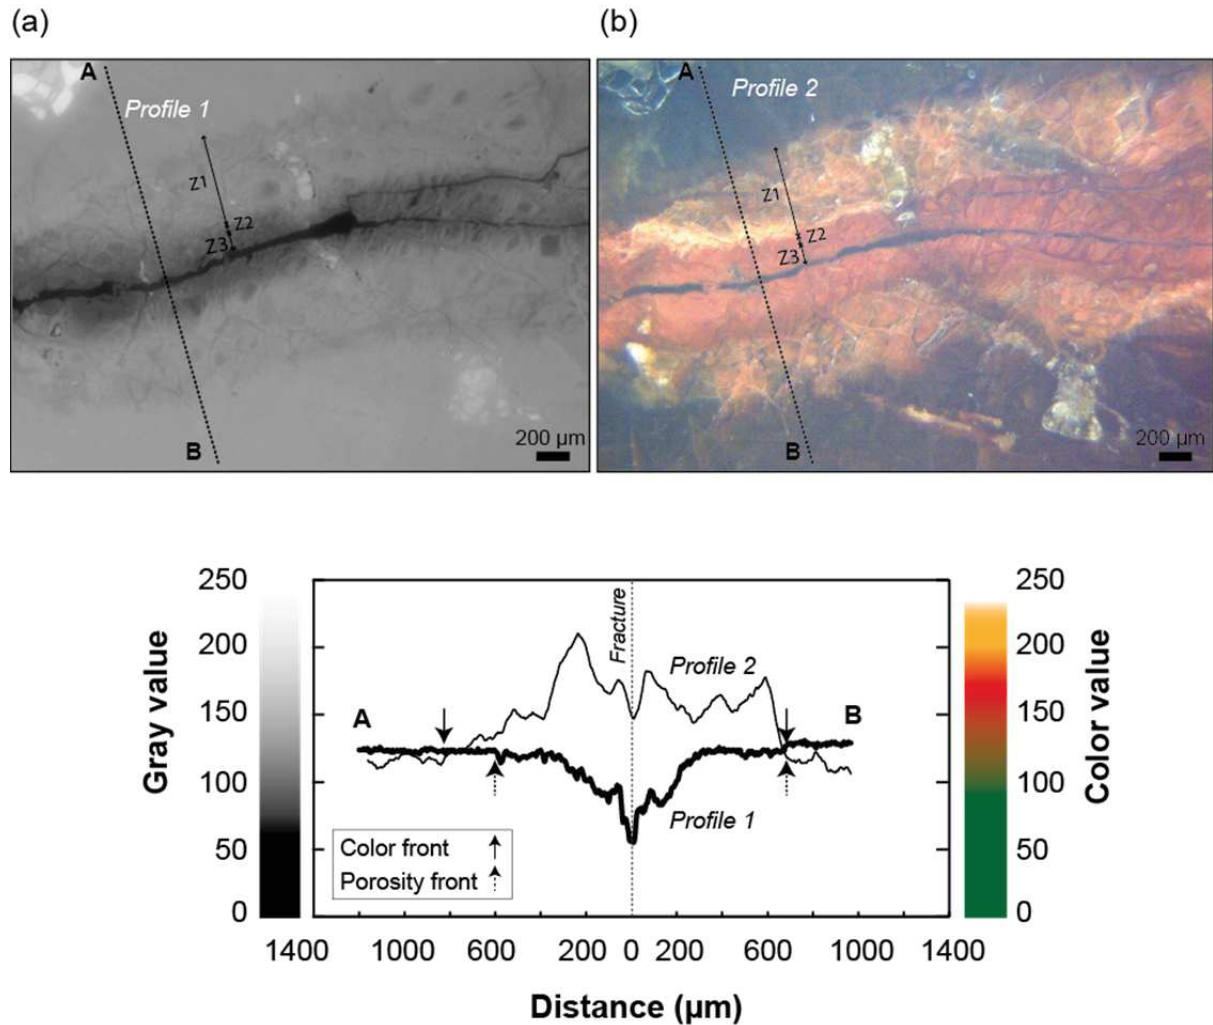 (a)
(b)
A
Profile 1
Z1
Z2
Z3
B
200 µm
A
Profile 2
Z1
Z2
Z3
B
200 µm
250
200
150
100
50
0
Gray value
Fracture
Profile 2
A
B
Profile 1
Color front
Porosity front
250
200
150
100
50
0
Color value
1400 1000 600 200 0 200 600 1000 1400
Distance (µm)